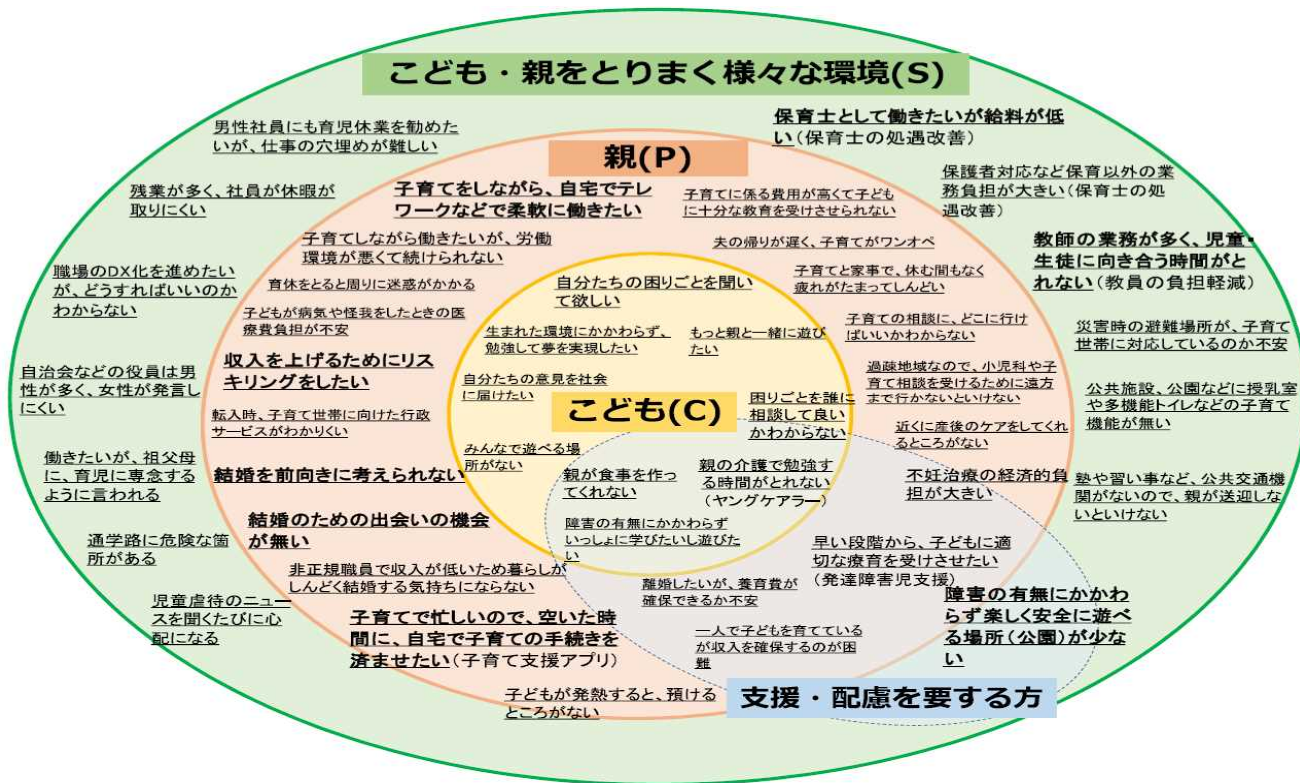 こども・親をとりまく様々な環境(S)
男性社員にも育児休業を勧めた
いが、仕事の穴埋めが難しい
保育士として働きたいが給料が低
い(保育士の処遇改善)
残業が多く、社員が休暇が
取りにくい
保護者対応など保育以外の業
務負担が大きい(保育士の処
遇改善)
職場のDX化を進めたい
が、どうすればいいのか
わからない
教師の業務が多く、児童・
生徒に向き合う時間がと
れない(教員の負担軽減)
災害時の避難場所が、子育て
世帯に対応しているのか不安
自治会などの役員は男
性が多く、女性が発言し
にくい
公共施設、公園などに授乳室
や多機能トイレなどの子育て
機能が無い
働きたいが、祖父母
に、育児に専念する
ように言われる
塾や習い事など、公共交通機
関がないので、親が送迎しな
いといけない
通学路に危険な箇
所がある
児童虐待のニュー
スを聞くたびに心
配になる
親(P)
子育てをしながら、自宅でテレ
ワークなどで柔軟に働きたい
子育てに係る費用が高くて子ども
に十分な教育を受けさせられない
子育てしながら働きたいが、労働
環境が悪くて続けられない
夫の帰りが遅く、子育てがワンオペ
育休をとると周りに迷惑がかかる
子育てと家事で、休む間もなく
疲れがたまってしんどい
子どもが病気や怪我をしたときの医
療費負担が不安
子育ての相談に、どこに行け
ばいいかわからない
収入を上げるためにリス
キリングをしたい
過疎地域なので、小児科や子
育て相談を受けるために遠方
まで行かないといけない
転入時、子育て世帯に向けた行政
サービスがわかりくい
近くに産後のケアをしてくれ
るところがない
結婚を前向きに考えられない
不妊治療の経済的負
担が大きい
結婚のための出会いの機会
が無い
非正規職員で収入が低いため暮らしが
しんどく結婚する気持ちにならない
子育てで忙しいので、空いた時
間に、自宅で子育ての手続きを
済ませたい(子育て支援アプリ)
子どもが発熱すると、預ける
ところがない
自分たちの困りごとを聞い
て欲しい
生まれた環境にかかわらず、
勉強して夢を実現したい
もっと親と一緒に遊び
たい
自分たちの意見を社会
に届けたい
こども(C)
困りごとを誰に
相談して良い
かわからない
みんなで遊べる場
所がない
親が食事を作っ
てくれない
親の介護で勉強す
る時間がとれない
(ヤングケアラー)
障害の有無にかかわらず
いっしょに学びたいし遊びた
い
早い段階から、子どもに適
切な療育を受けさせたい
(発達障害児支援)
離婚したいが、養育費が
確保できるか不安
障害の有無にかかわ
らず楽しく安全に遊べ
る場所(公園)が少な
い
一人で子どもを育てている
が収入を確保するのが困
難
支援・配慮を要する方